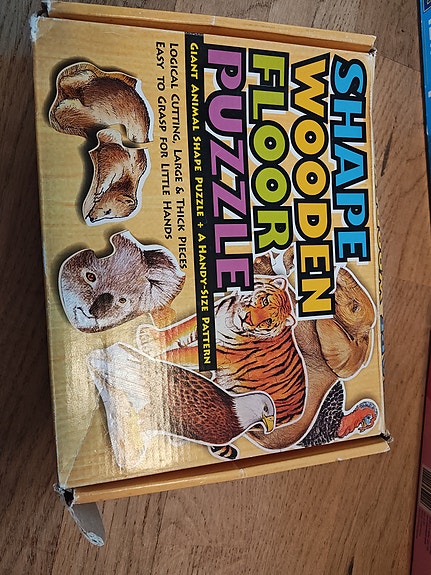 SHAPE
WOODEN
FLOOR
PUZZLE
GIANT ANIMAL SHAPE PUZZLE + A HANDY-SIZE PATTERN
LOGICAL CUTTING, LARGE & THICK PIECES
EASY TO GRASP FOR LITTLE HANDS